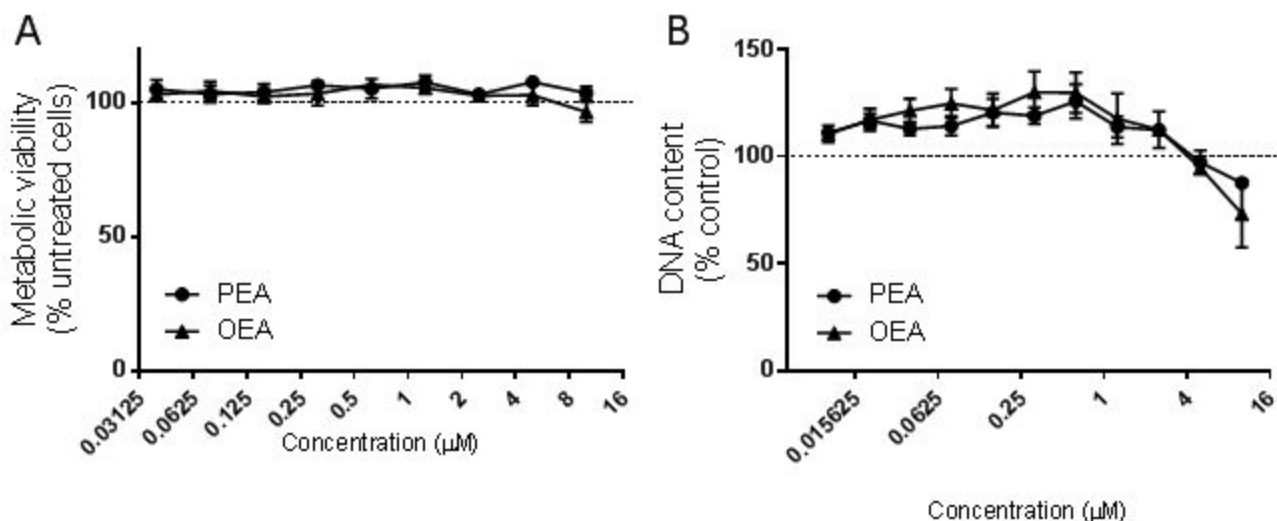 A
Metabolic viability
(% untreated cells)
100
50
0
PEA
OEA
0.03125
0.0625
0.125
0.25
0.5
1
2
4
8
16
Concentration (µM)
B
DNA content
(% control)
150
100
50
0
PEA
OEA
0.015625
0.0625
0.25
1
4
16
Concentration (µM)